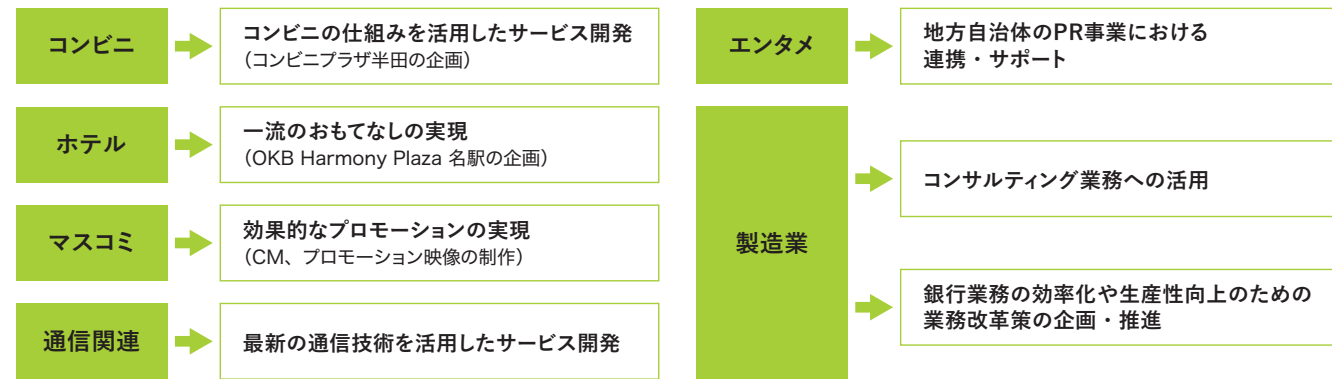 コンビニ
コンビニの仕組みを活用したサービス開発
（コンビニプラザ半田の企画）
ホテル
一流のおもてなしの実現
（OKB Harmony Plaza 名駅の企画）
マスコミ
効果的なプロモーションの実現
（CM、プロモーション映像の制作）
通信関連
最新の通信技術を活用したサービス開発
エンタメ
地方自治体のPR事業における
連携・サポート
製造業
コンサルティング業務への活用
銀行業務の効率化や生産性向上のための
業務改革策の企画・推進